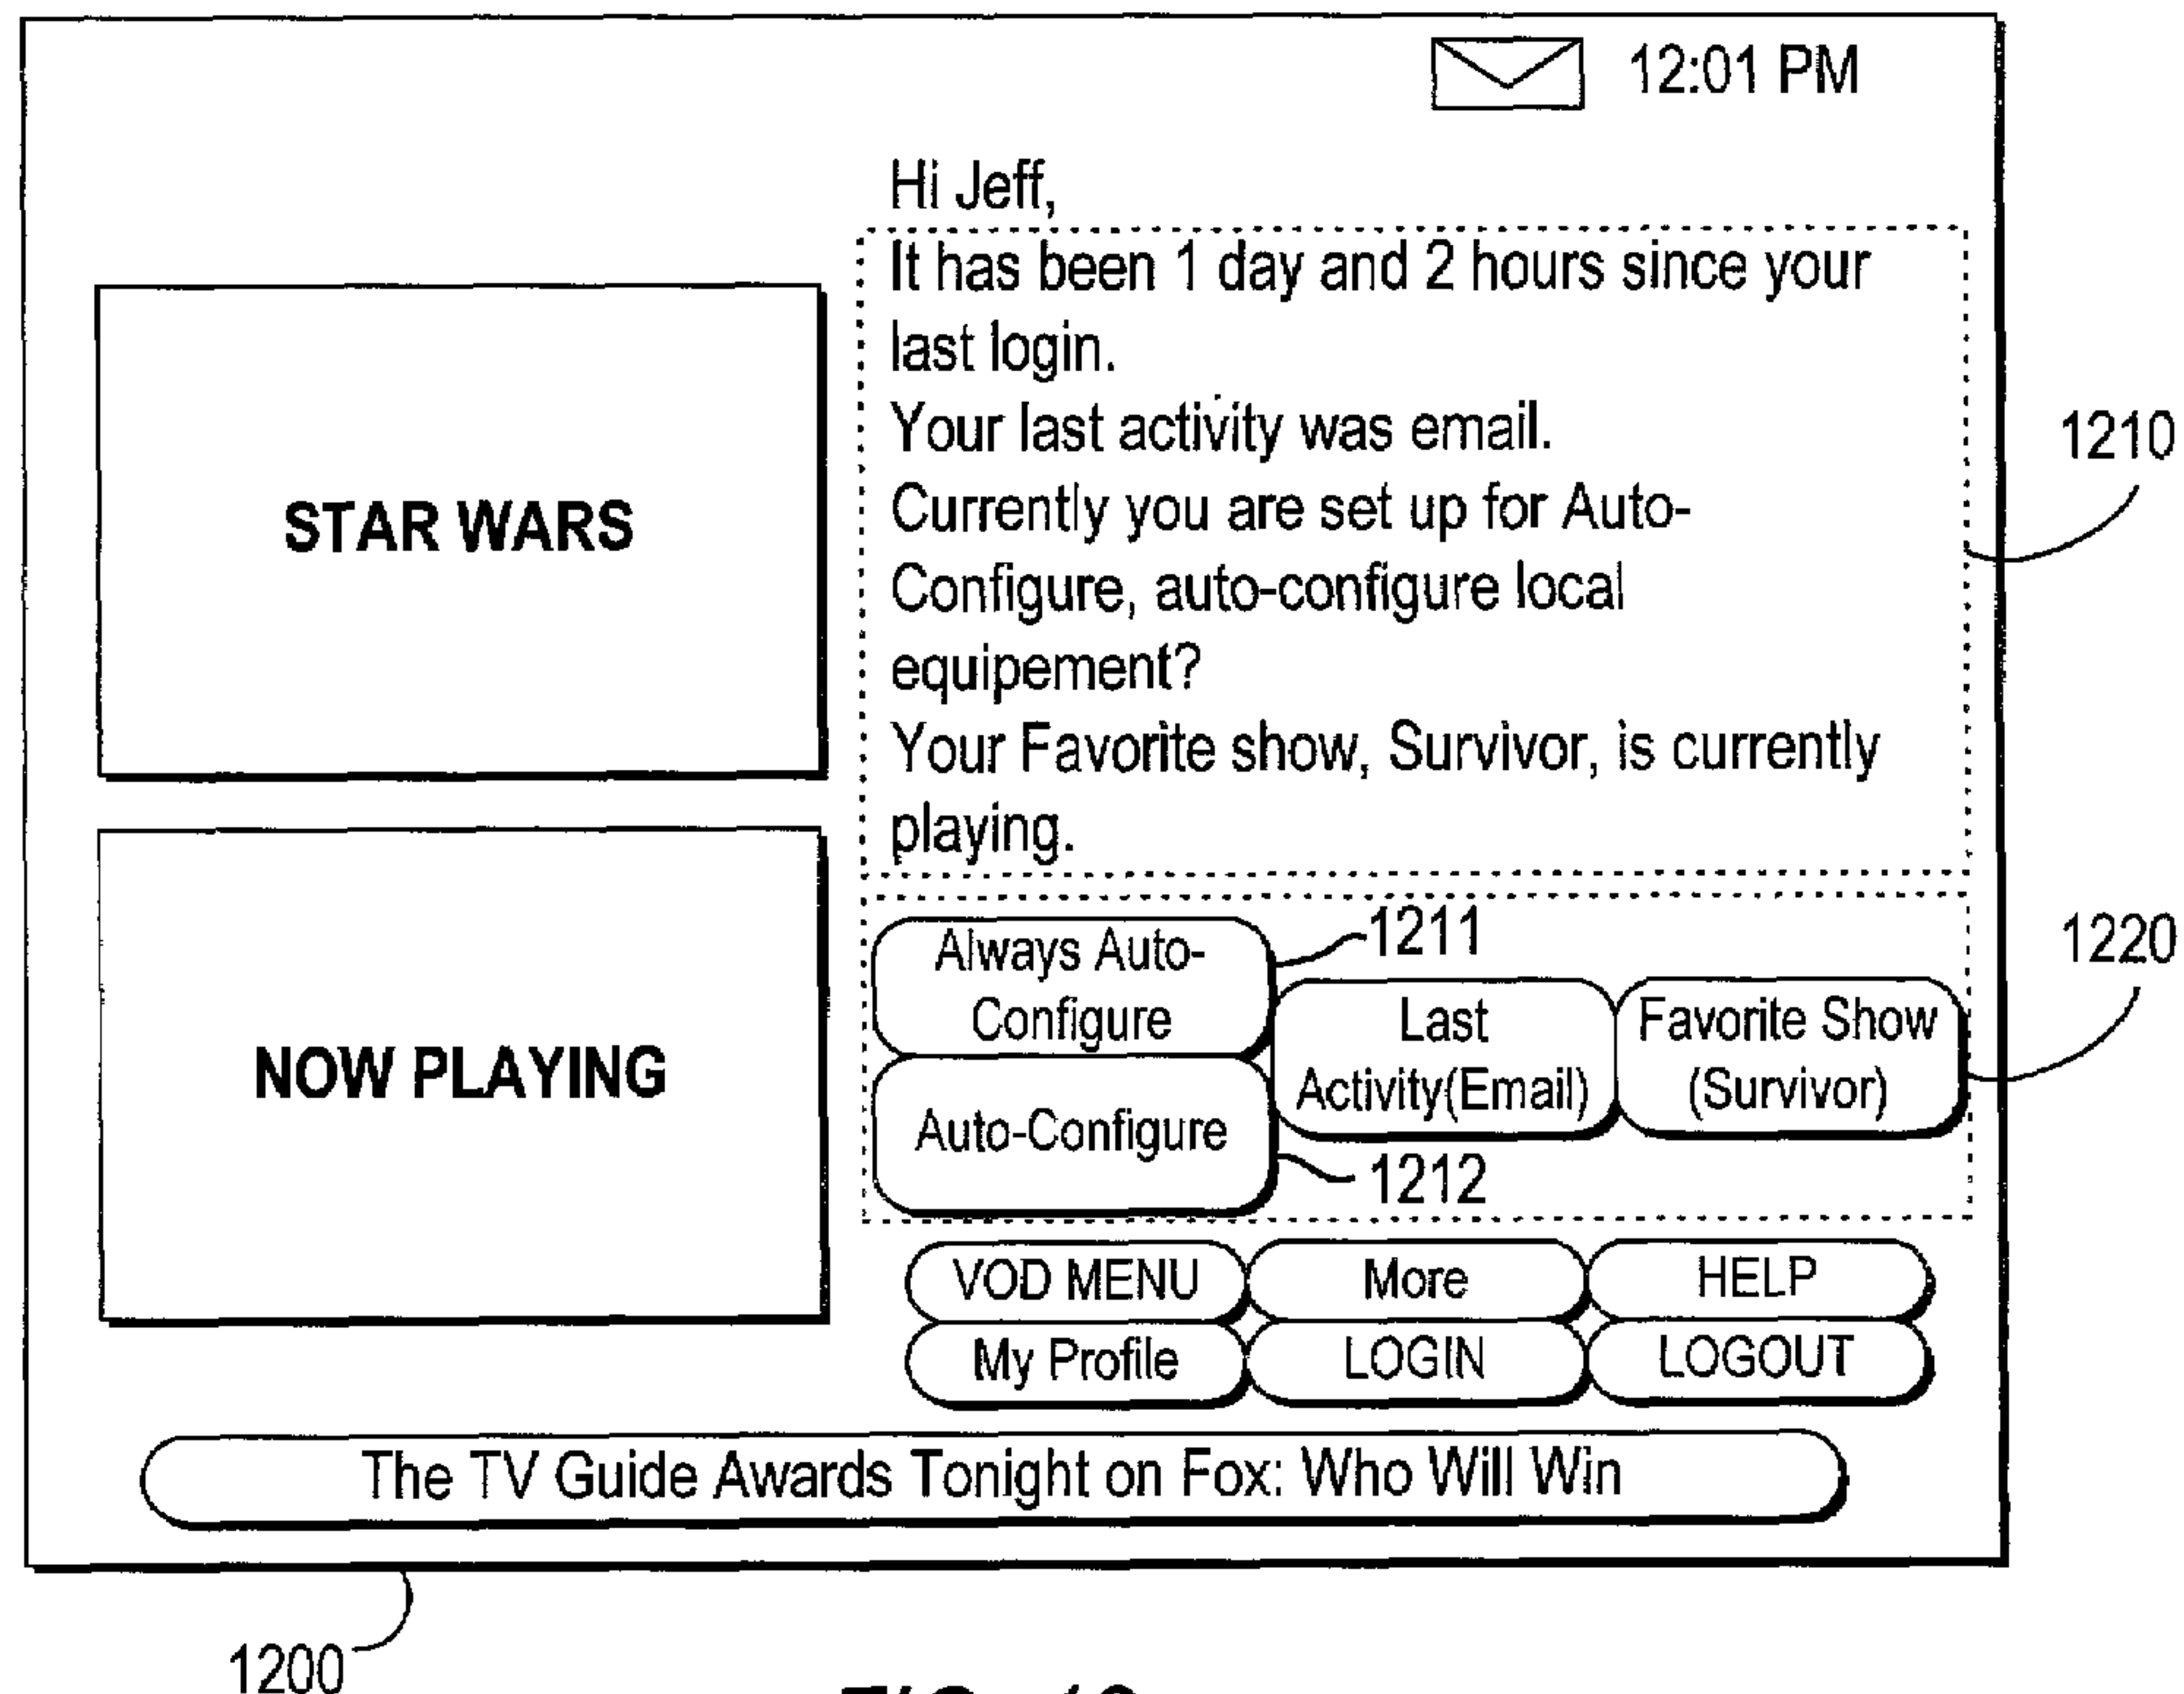 12:01 PM
Hi Jeff,
It has been 1 day and 2 hours since your
last login.
Your last activity was email.
Currently you are set up for Auto-
Configure, auto-configure local
equipement?
Your Favorite show, Survivor, is currently
playing.
1210
STAR WARS
NOW PLAYING
Always Auto-
Configure
1211
Last
Activity(Email)
Favorite Show
(Survivor)
1220
Auto-Configure
1212
VOD MENU
More
HELP
My Profile
LOGIN
LOGOUT
The TV Guide Awards Tonight on Fox: Who Will Win
1200